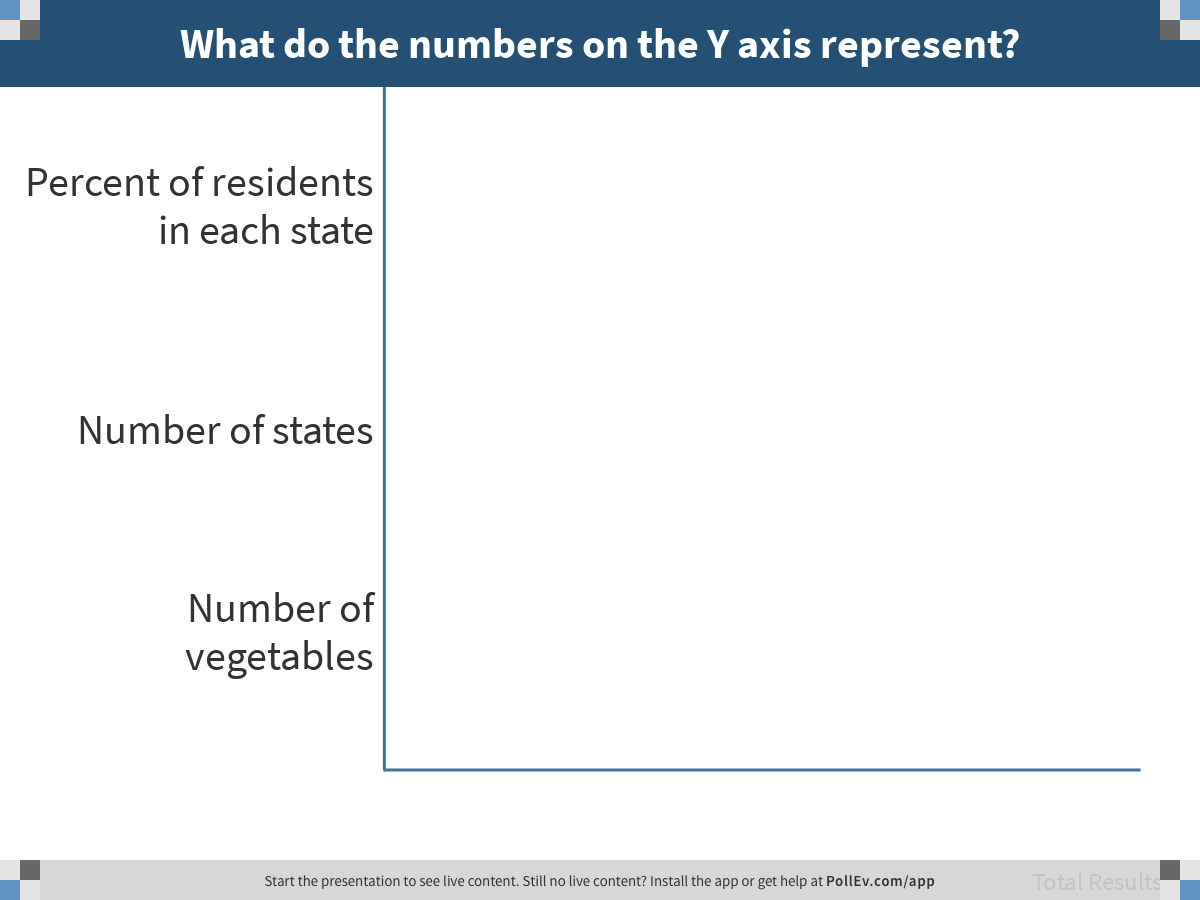 What do the numbers on the Y axis represent?
Percent of residents
in each state
Number of states
Number of
vegetables
Start the presentation to see live content. Still no live content? Install the app or get help at PollEv.com/app
Total Results